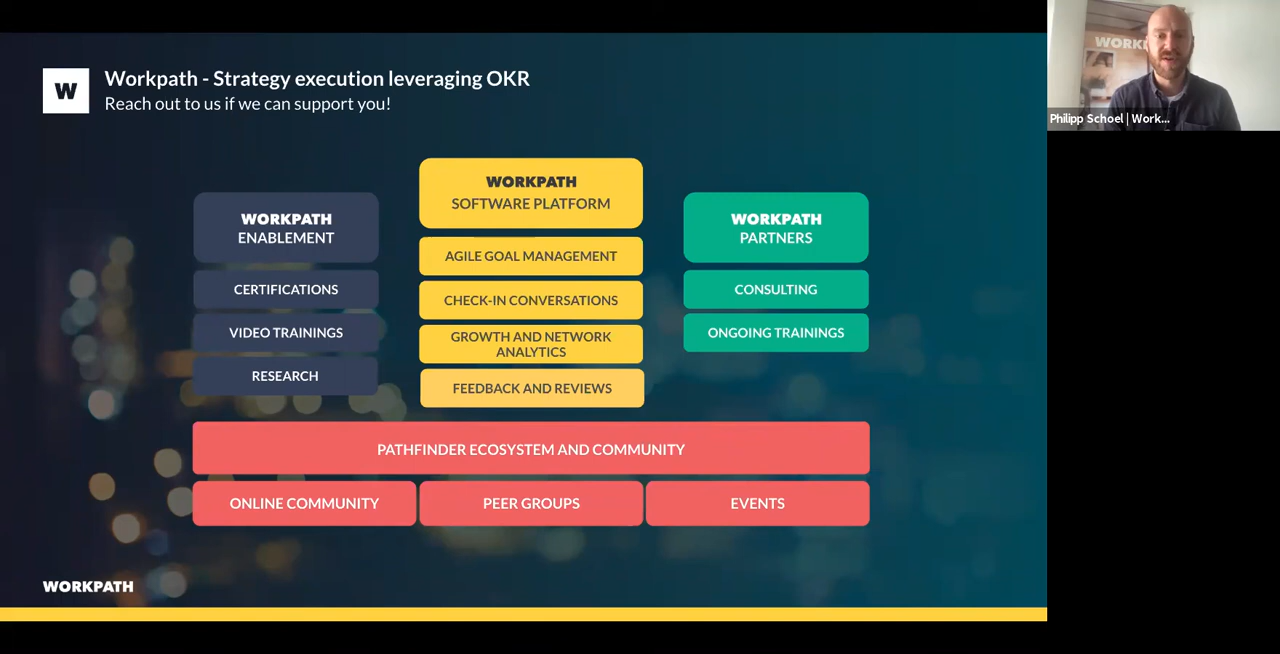 W
Workpath - Strategy execution leveraging OKR
Reach out to us if we can support you!
WORKPATH
ENABLEMENT
CERTIFICATIONS
VIDEO TRAININGS
RESEARCH
WORKPATH
SOFTWARE PLATFORM
AGILE GOAL MANAGEMENT
CHECK-IN CONVERSATIONS
GROWTH AND NETWORK
ANALYTICS
FEEDBACK AND REVIEWS
WORKPATH
PARTNERS
CONSULTING
ONGOING TRAININGS
PATHFINDER ECOSYSTEM AND COMMUNITY
ONLINE COMMUNITY
PEER GROUPS
EVENTS
WORKPATH
WORK
Philipp Schoel | Work...